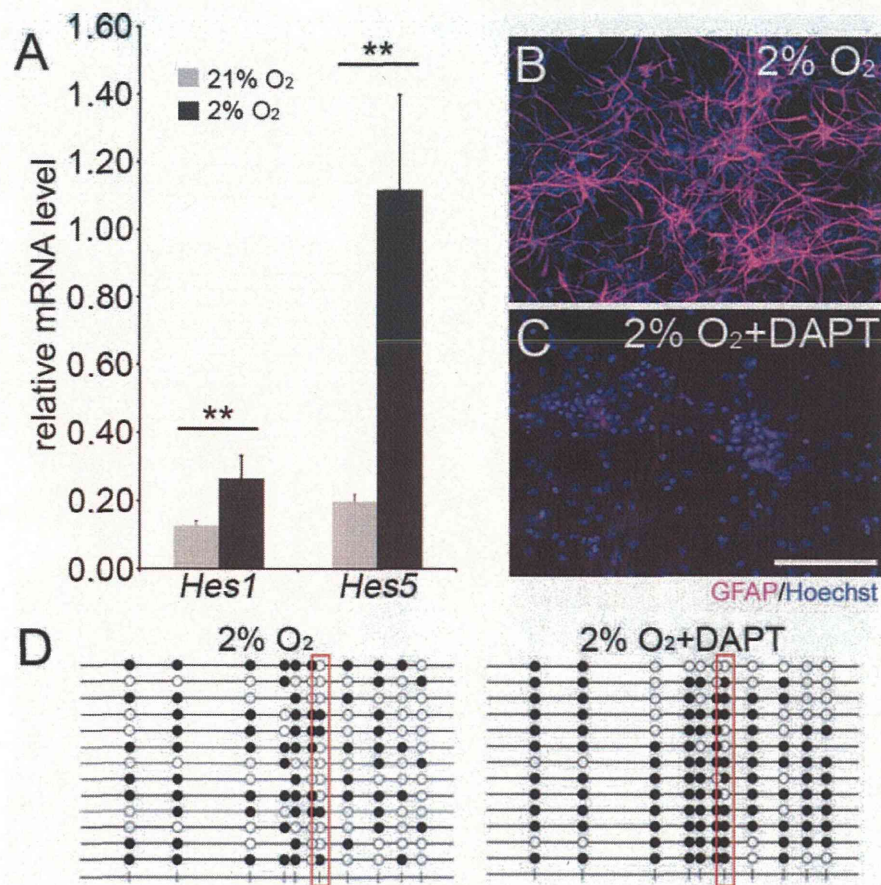 A
1.60
1.40
1.20
1.00
0.80
0.60
0.40
0.20
0.00
relative mRNA level
21% O₂
2% O₂
**
**
Hes1 Hes5
B 2% O₂
C 2% O₂+DAPT
GFAP/Hoechst
D
2% O₂
2% O₂+DAPT